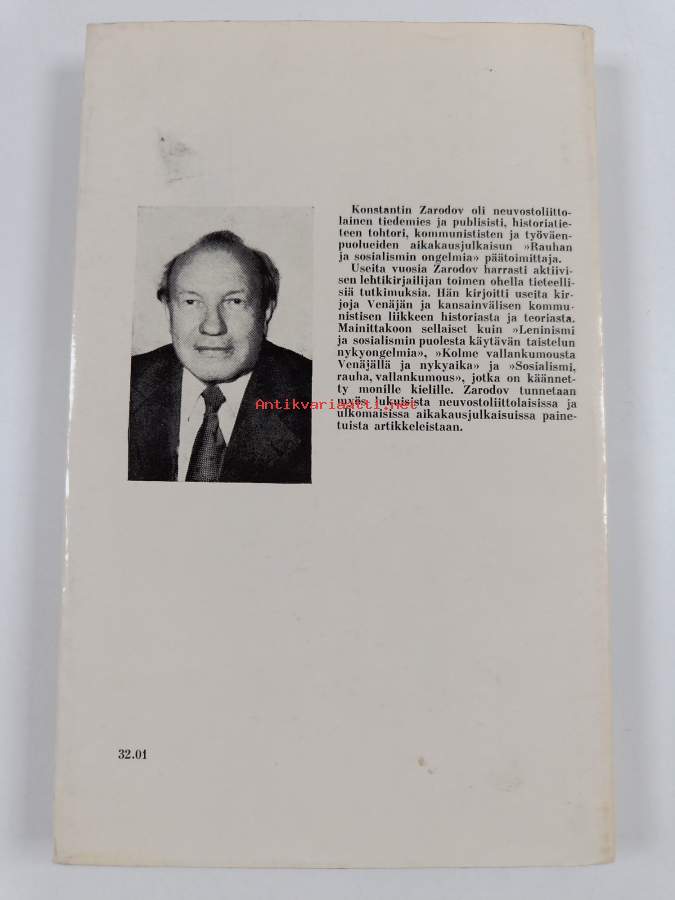 Konstantin Zarodov oli neuvostoliitto-
lainen tiedemies ja publisisti, historiatie-
teen tohtori, kommunististen ja työväen-
puolueiden aikakausjulkaisun »Rauhan
ja sosialismin ongelmia» päätoimittaja.
Useita vuosia Zarodov harrasti aktiivi-
sen lehtikirjailijan toimen ohella tieteelli-
siä tutkimuksia. Hän kirjoitti useita kir-
joja Venäjän ja kansainvälisen kommu-
nistisen liikkeen historiasta ja teoriasta.
Mainittakoon sellaiset kuin »Leninismi
ja sosialismin puolesta käytävän taistelun
nykyongelmia», »Kolme vallankumousta
Venäjällä ja nykyaika» ja »Sosialismi,
rauha, vallankumous», jotka on käännet-
ty monille kielille. Zarodov tunnetaan
Antikvariaatti.net
myös lukuisista neuvostoliittolaisissa ja
ulkomaisissa aikakausjulkaisuissa paine-
tuista artikkeleistaan.
32.01